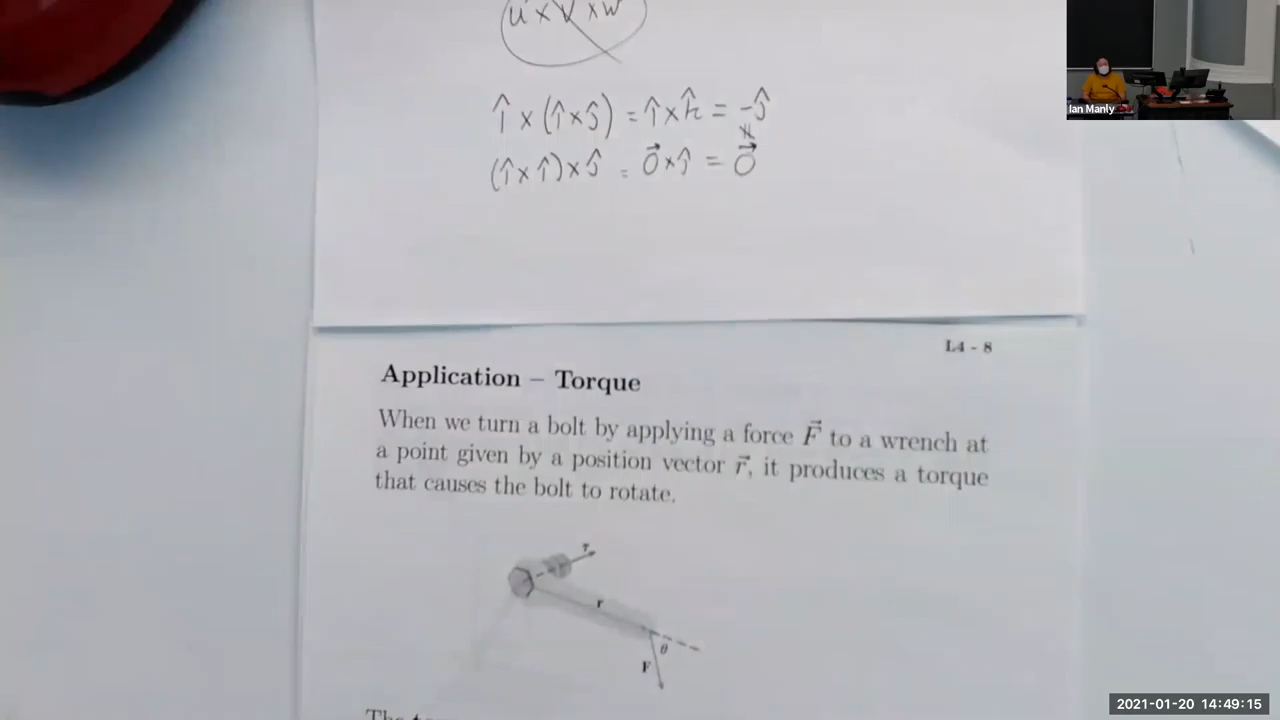 u × v × w
î × (î × ĵ) = î × k̂ = -ĵ
(î × î) × ĵ = 0⃗ × ĵ = 0⃗
Ian Manly
L4 - 8
Application – Torque
When we turn a bolt by applying a force F⃗ to a wrench at
a point given by a position vector r⃗, it produces a torque
that causes the bolt to rotate.
τ
r
θ
F
2021-01-20 14:49:15